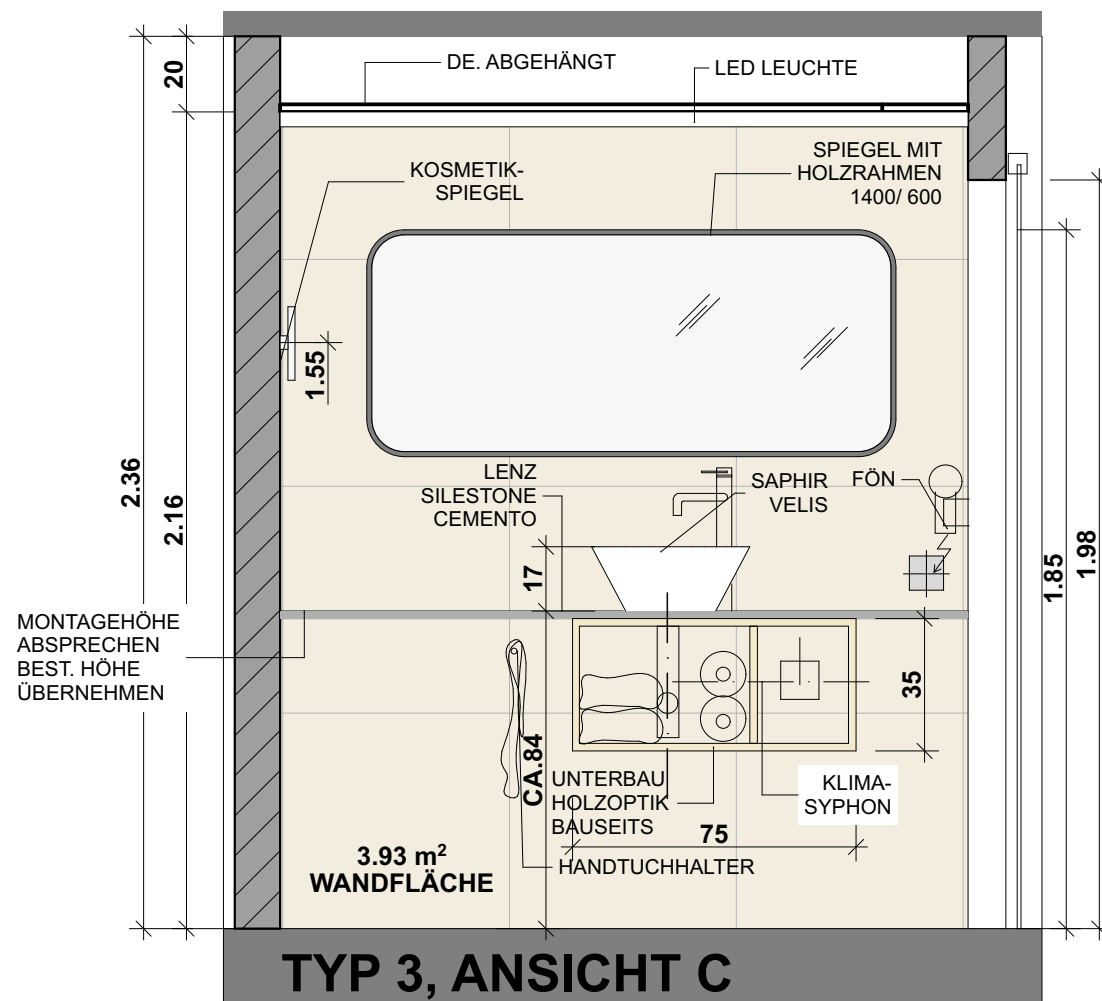 DE. ABGEHÄNGT
LED LEUCHTE
20
KOSMETIK-
SPIEGEL
SPIEGEL MIT
HOLZRAHMEN
1400/ 600
1.55
2.36
2.16
LENZ
SILESTONE
CEMENTO
SAPHIR
VELIS
FÖN
1.85
1.98
17
MONTAGEHÖHE
ABSPRECHEN
BEST. HÖHE
ÜBERNEHMEN
35
CA.84
UNTERBAU
HOLZOPTIK
BAUSEITS
KLIMA-
SYPHON
75
3.93 m²
WANDFLÄCHE
HANDTUCHHALTER
TYP 3, ANSICHT C